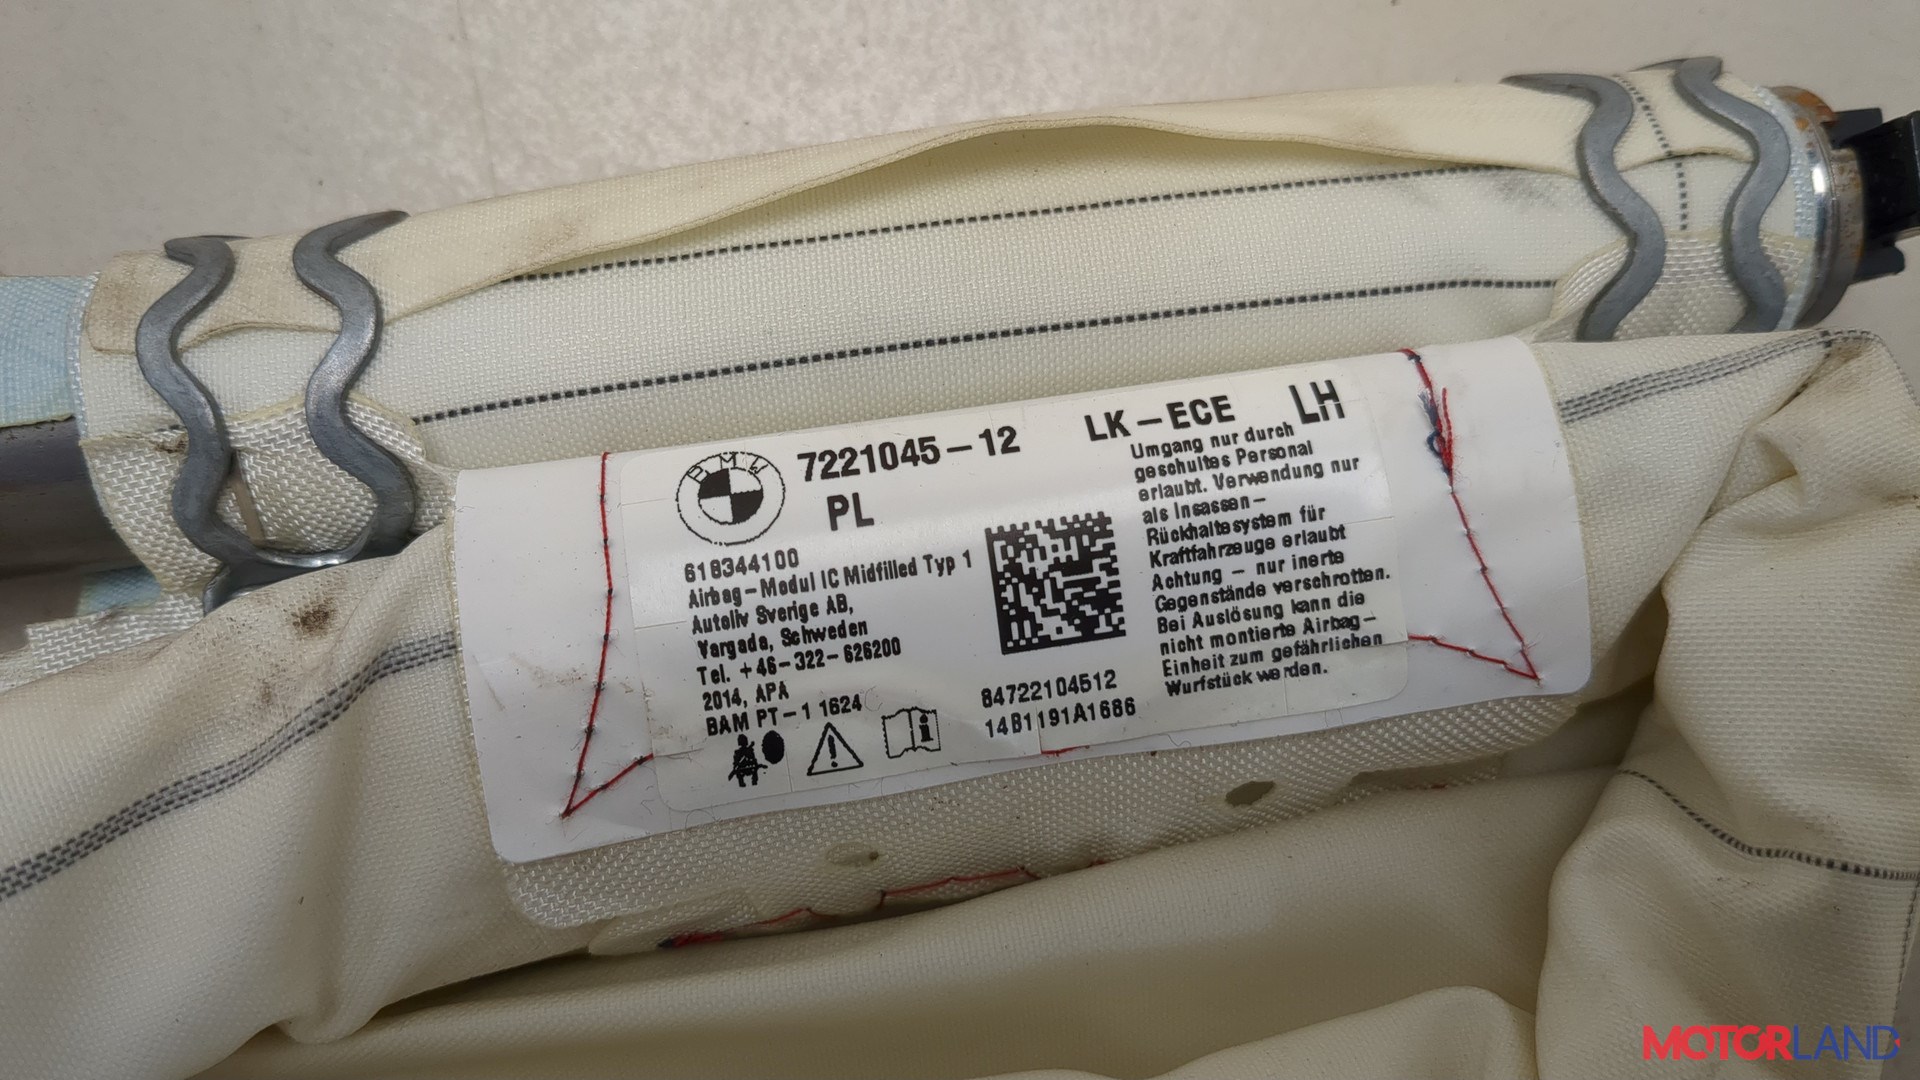 BMW
7221045-12
LK-ECE
LH
PL
618344100
Airbag-Modul IC Midfilled Typ 1
Autoliv Sverige AB,
Vargada, Schweden
Tel. +46-322-626200
2014, APA
BAM PT-1 1624
84722104512
14B1191A1686
Umgang nur durch
geschultes Personal
erlaubt. Verwendung nur
als Insassen-
Rückhaltesystem für
Kraftfahrzeuge erlaubt
Achtung - nur inerte
Gegenstände verschrotten.
Bei Auslösung kann die
nicht montierte Airbag-
Einheit zum gefährlichen
Wurfstück werden.
MOTORLAND